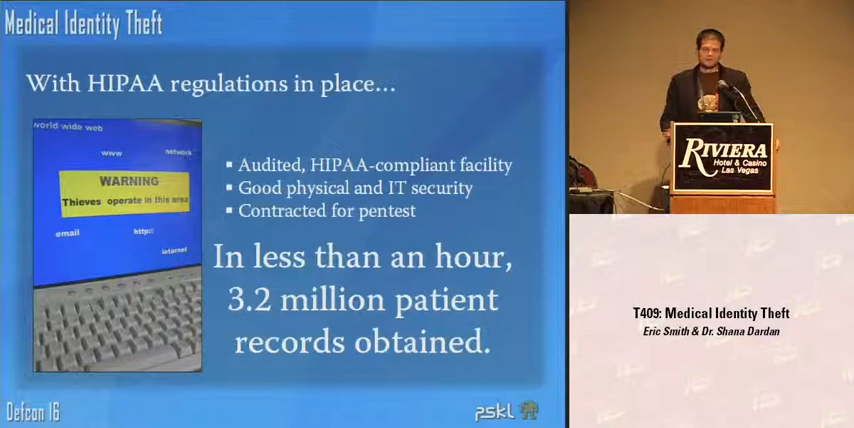 Medical Identity Theft
With HIPAA regulations in place...
world wide web
www
network
WARNING
Thieves operate in this area
email
http://
internet
▪ Audited, HIPAA-compliant facility
▪ Good physical and IT security
▪ Contracted for pentest
In less than an hour,
3.2 million patient
records obtained.
Defcon 16
pskl
RIVIERA
Hotel & Casino
Las Vegas
T409: Medical Identity Theft
Eric Smith & Dr. Shana Dardan